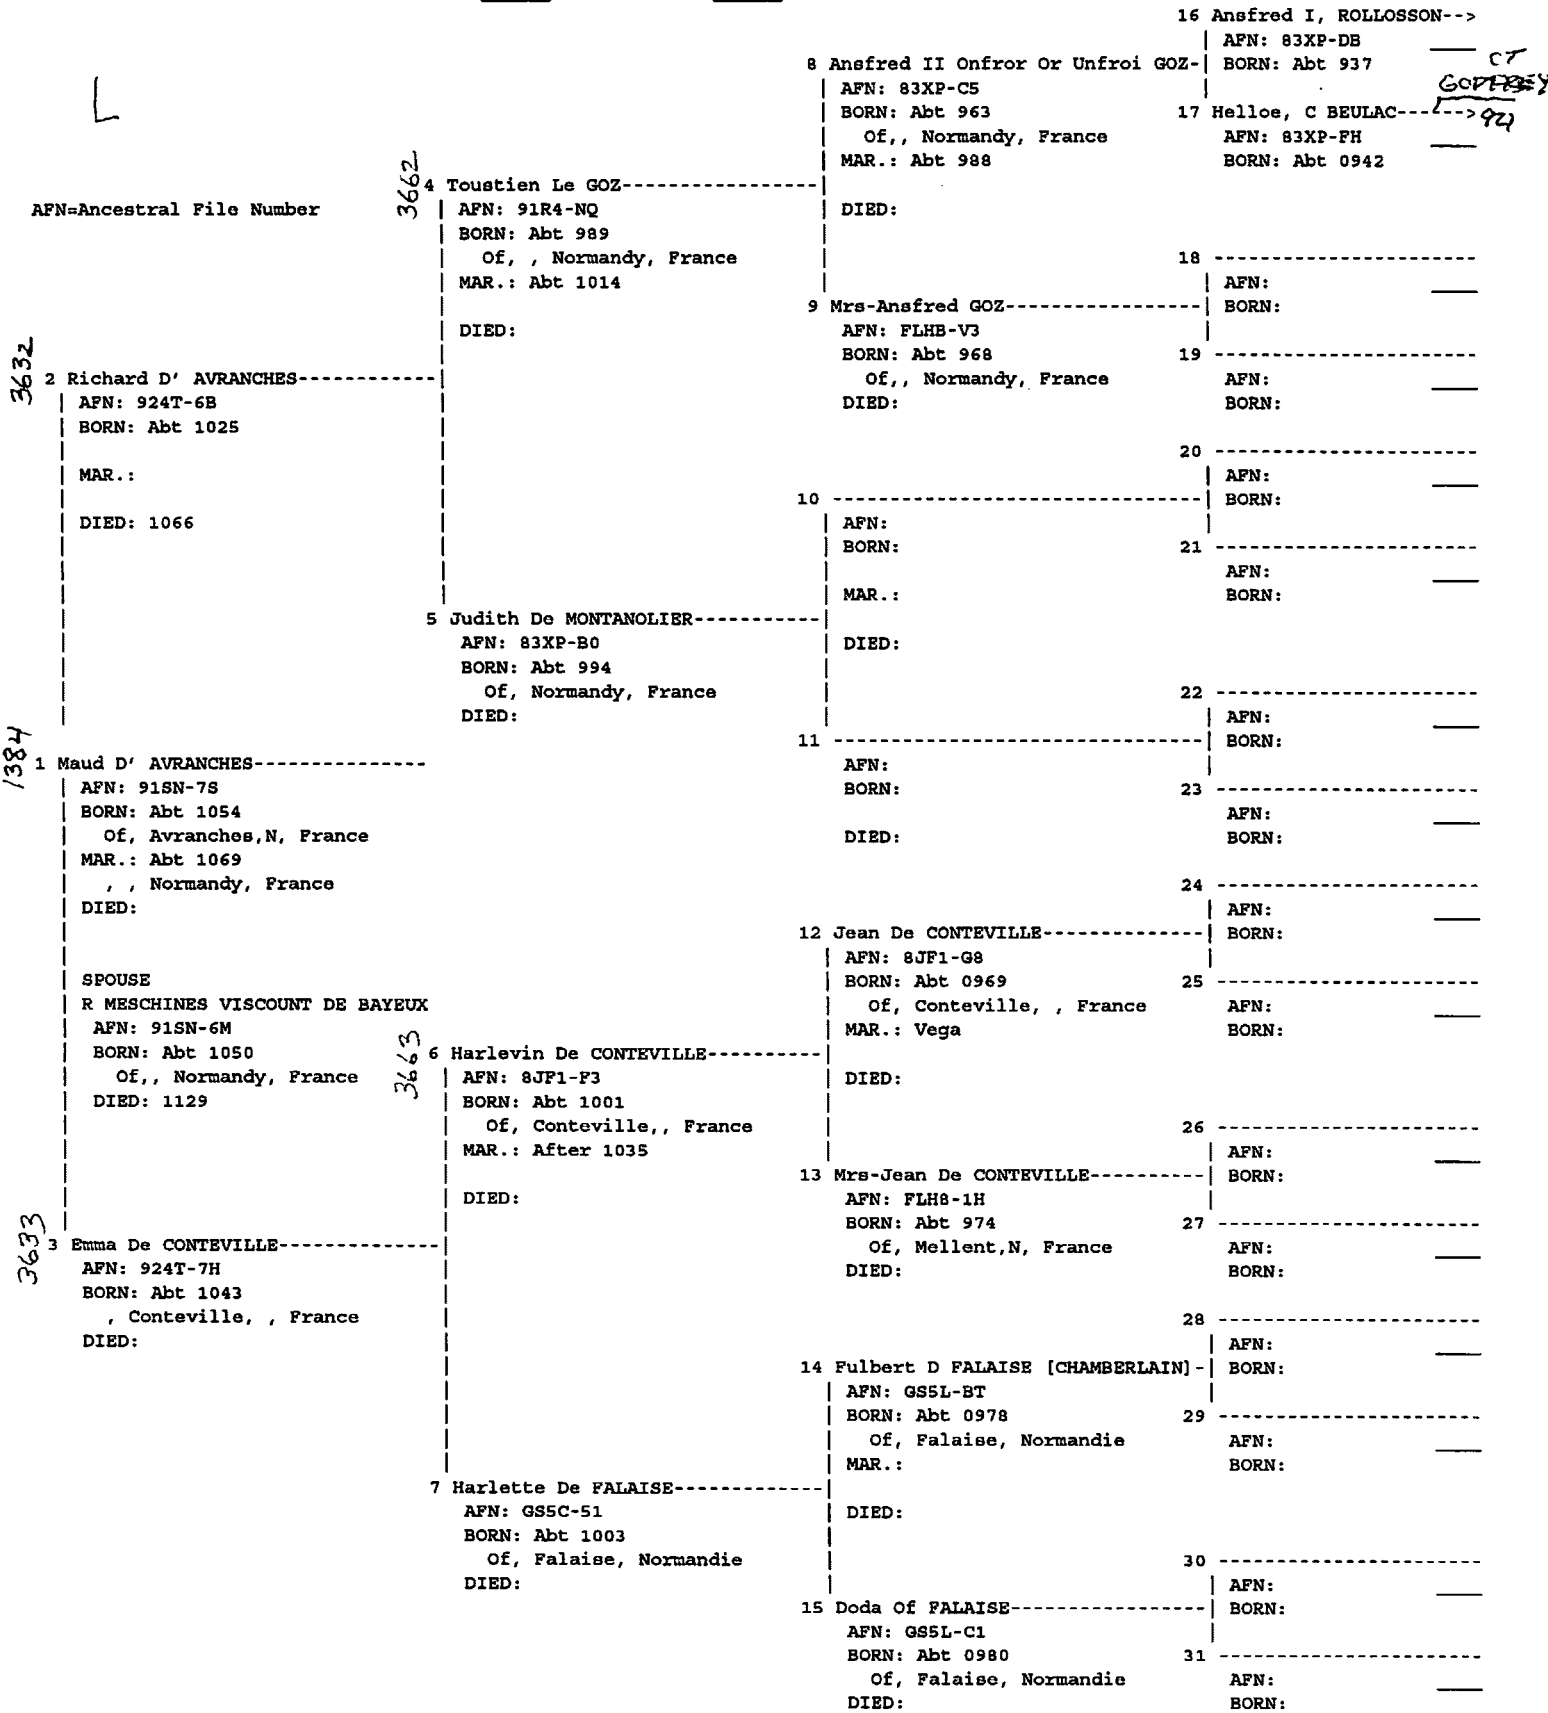 16 Ansfred I, ROLLOSSON-->
AFN: 83XP-DB
BORN: Abt 937
CT
GODFREY
921
8 Ansfred II Onfror Or Unfroi GOZ-
AFN: 83XP-C5
BORN: Abt 963
Of,, Normandy, France
MAR.: Abt 988
DIED:
17 Helloe, C BEULAC------>
AFN: 83XP-FH
BORN: Abt 0942
L
AFN=Ancestral File Number
3662
4 Toustien Le GOZ-----------------
AFN: 91R4-NQ
BORN: Abt 989
Of, , Normandy, France
MAR.: Abt 1014
DIED:
18 -----------------------
AFN:
BORN:
9 Mrs-Ansfred GOZ-----------------
AFN: FLHB-V3
BORN: Abt 968
Of,, Normandy, France
DIED:
19 -----------------------
AFN:
BORN:
3632
2 Richard D' AVRANCHES------------
AFN: 924T-6B
BORN: Abt 1025
MAR.:
DIED: 1066
20 -----------------------
AFN:
BORN:
10 --------------------------------
AFN:
BORN:
MAR.:
DIED:
21 -----------------------
AFN:
BORN:
5 Judith De MONTANOLIER-----------
AFN: 83XP-B0
BORN: Abt 994
Of, Normandy, France
DIED:
22 -----------------------
AFN:
BORN:
11 --------------------------------
AFN:
BORN:
DIED:
23 -----------------------
AFN:
BORN:
1384
1 Maud D' AVRANCHES---------------
AFN: 91SN-7S
BORN: Abt 1054
Of, Avranches,N, France
MAR.: Abt 1069
, , Normandy, France
DIED:
SPOUSE
R MESCHINES VISCOUNT DE BAYEUX
AFN: 91SN-6M
BORN: Abt 1050
Of,, Normandy, France
DIED: 1129
24 -----------------------
AFN:
BORN:
12 Jean De CONTEVILLE--------------
AFN: 8JF1-G8
BORN: Abt 0969
Of, Conteville, , France
MAR.: Vega
DIED:
25 -----------------------
AFN:
BORN:
3663
6 Harlevin De CONTEVILLE----------
AFN: 8JF1-F3
BORN: Abt 1001
Of, Conteville,, France
MAR.: After 1035
DIED:
26 -----------------------
AFN:
BORN:
13 Mrs-Jean De CONTEVILLE----------
AFN: FLH8-1H
BORN: Abt 974
Of, Mellent,N, France
DIED:
27 -----------------------
AFN:
BORN:
3633
3 Emma De CONTEVILLE--------------
AFN: 924T-7H
BORN: Abt 1043
, Conteville, , France
DIED:
28 -----------------------
AFN:
BORN:
14 Fulbert D FALAISE [CHAMBERLAIN]-
AFN: GS5L-BT
BORN: Abt 0978
Of, Falaise, Normandie
MAR.:
DIED:
29 -----------------------
AFN:
BORN:
7 Harlette De FALAISE-------------
AFN: GS5C-51
BORN: Abt 1003
Of, Falaise, Normandie
DIED:
30 -----------------------
AFN:
BORN:
15 Doda Of FALAISE-----------------
AFN: GS5L-C1
BORN: Abt 0980
Of, Falaise, Normandie
DIED:
31 -----------------------
AFN:
BORN: